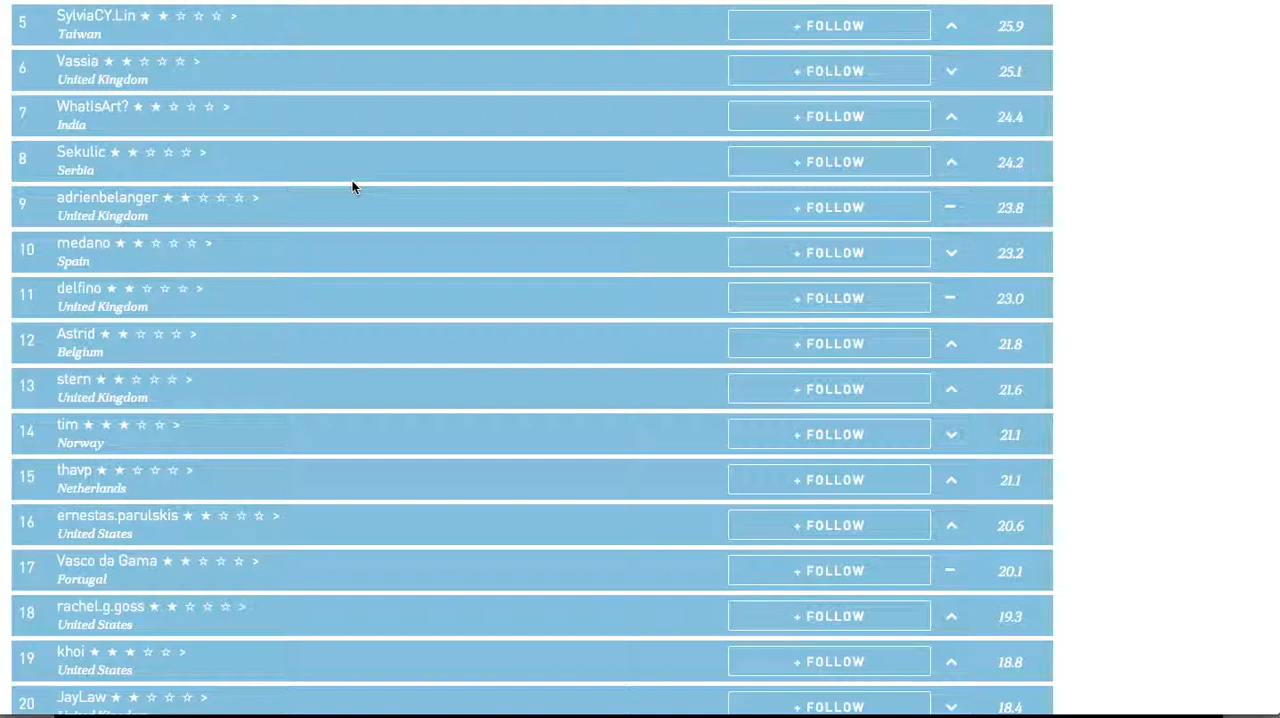 5 SylviaCY.Lin ★ ★ ☆ ☆ ☆ > + FOLLOW 25.9
Taiwan
6 Vassia ★ ★ ☆ ☆ ☆ > + FOLLOW 25.1
United Kingdom
7 WhatIsArt? ★ ★ ☆ ☆ ☆ > + FOLLOW 24.4
India
8 Sekulic ★ ★ ☆ ☆ ☆ > + FOLLOW 24.2
Serbia
9 adrienbelanger ★ ★ ☆ ☆ ☆ > + FOLLOW 23.8
United Kingdom
10 medano ★ ★ ☆ ☆ ☆ > + FOLLOW 23.2
Spain
11 delfino ★ ★ ☆ ☆ ☆ > + FOLLOW 23.0
United Kingdom
12 Astrid ★ ★ ☆ ☆ ☆ > + FOLLOW 21.8
Belgium
13 stern ★ ★ ☆ ☆ ☆ > + FOLLOW 21.6
United Kingdom
14 tim ★ ★ ★ ☆ ☆ > + FOLLOW 21.1
Norway
15 thavp ★ ★ ☆ ☆ ☆ > + FOLLOW 21.1
Netherlands
16 ernestas.parulskis ★ ★ ☆ ☆ ☆ > + FOLLOW 20.6
United States
17 Vasco da Gama ★ ★ ☆ ☆ ☆ > + FOLLOW 20.1
Portugal
18 rachel.g.goss ★ ★ ☆ ☆ ☆ > + FOLLOW 19.3
United States
19 khoi ★ ★ ★ ☆ ☆ > + FOLLOW 18.8
United States
20 JayLaw ★ ★ ☆ ☆ ☆ > + FOLLOW 18.4